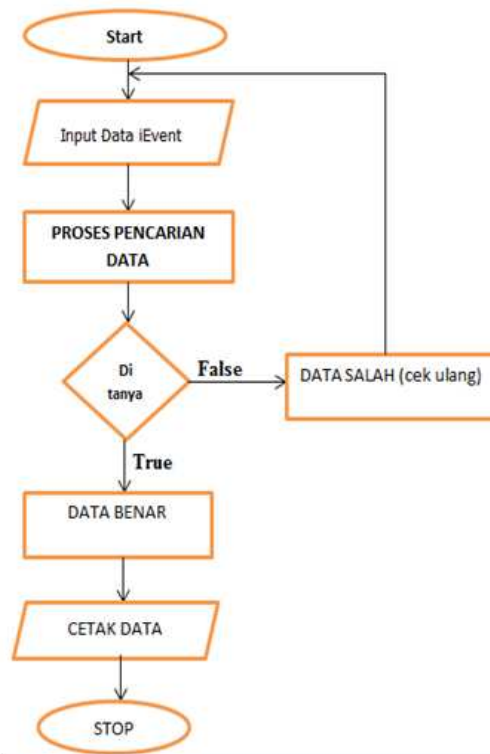 Start
Input Data iEvent
PROSES PENCARIAN
DATA
Di
tanya
False
DATA SALAH (cek ulang)
True
DATA BENAR
CETAK DATA
STOP